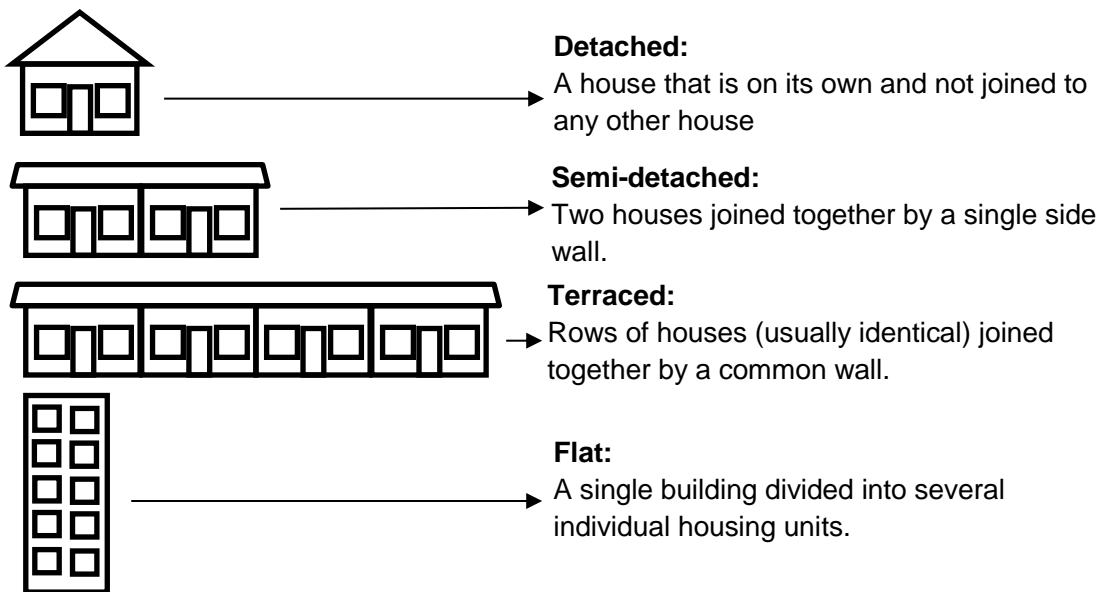 Detached:
A house that is on its own and not joined to
any other house
Semi-detached:
Two houses joined together by a single side
wall.
Terraced:
Rows of houses (usually identical) joined
together by a common wall.
Flat:
A single building divided into several
individual housing units.